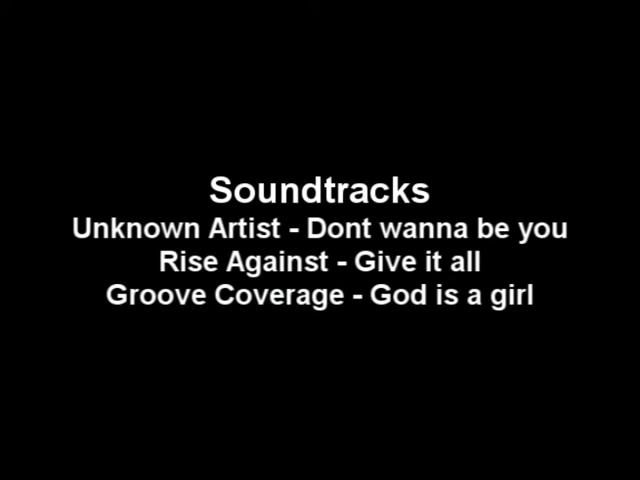 Soundtracks
Unknown Artist - Dont wanna be you
Rise Against - Give it all
Groove Coverage - God is a girl